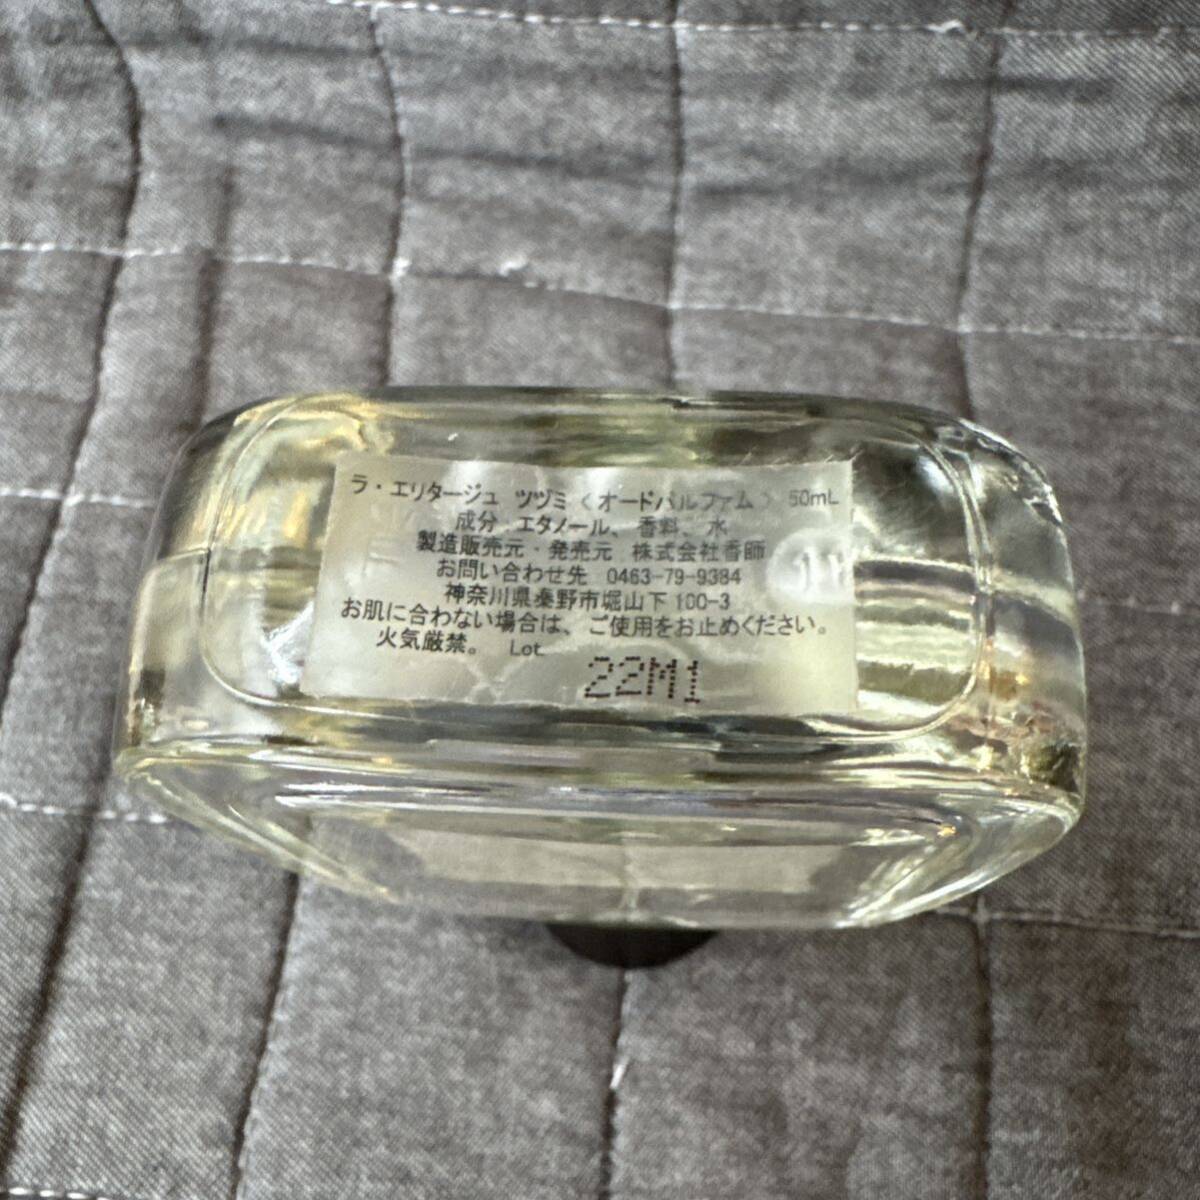 ラ・エリタージュ ツヅミ〈オードパルファム〉 50mL
成分：エタノール、香料、水
製造販売元・発売元：株式会社香師
お問い合わせ先 0463-79-9384
神奈川県秦野市堀山下100-3
お肌に合わない場合は、ご使用をお止めください。
火気厳禁。 Lot. 22M1